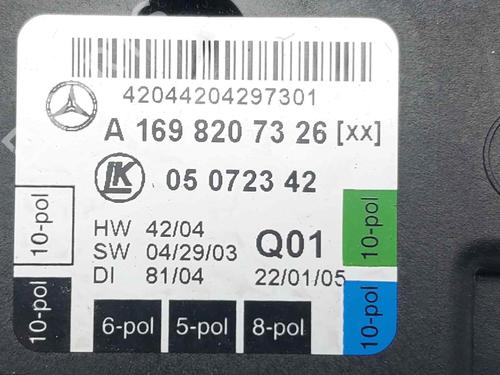 42044204297301
A 169 820 73 26 [xx]
LK 05 0723 42
HW 42/04
SW 04/29/03 Q01
DI 81/04 22/01/05
10-pol
10-pol
10-pol
10-pol
6-pol 5-pol 8-pol